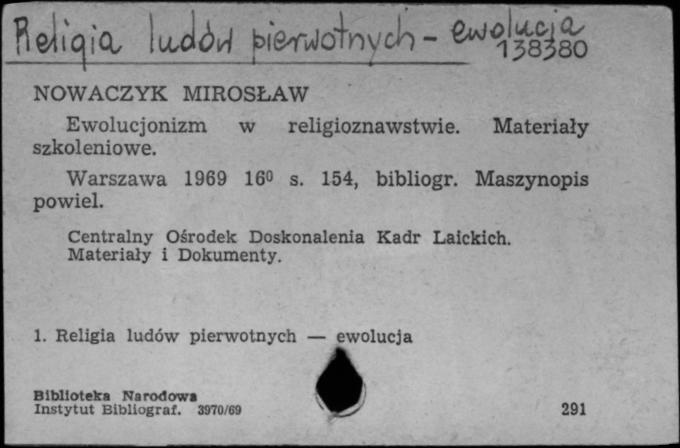 Religia ludów pierwotnych - ewolucja
138380
NOWACZYK MIROSŁAW
Ewolucjonizm w religioznawstwie. Materiały
szkoleniowe.
Warszawa 1969 16⁰ s. 154, bibliogr. Maszynopis
powiel.
Centralny Ośrodek Doskonalenia Kadr Laickich.
Materiały i Dokumenty.
1. Religia ludów pierwotnych — ewolucja
Biblioteka Narodowa
Instytut Bibliograf. 3970/69
291